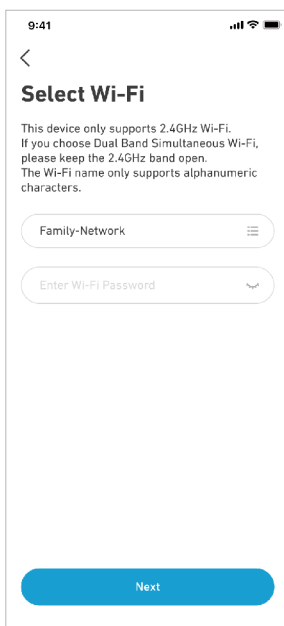 9:41
Select Wi-Fi
This device only supports 2.4GHz Wi-Fi.
If you choose Dual Band Simultaneous Wi-Fi,
please keep the 2.4GHz band open.
The Wi-Fi name only supports alphanumeric
characters.
Family-Network
Enter Wi-Fi Password
Next